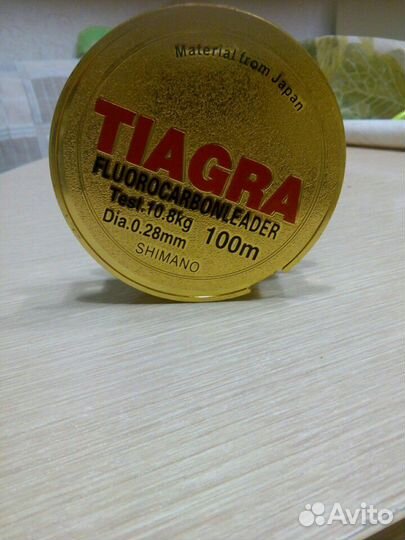 Material from Japan
TIAGRA
FLUOROCARBONLEADER
Test.10.8kg
Dia.0.28mm 100m
SHIMANO
Avito